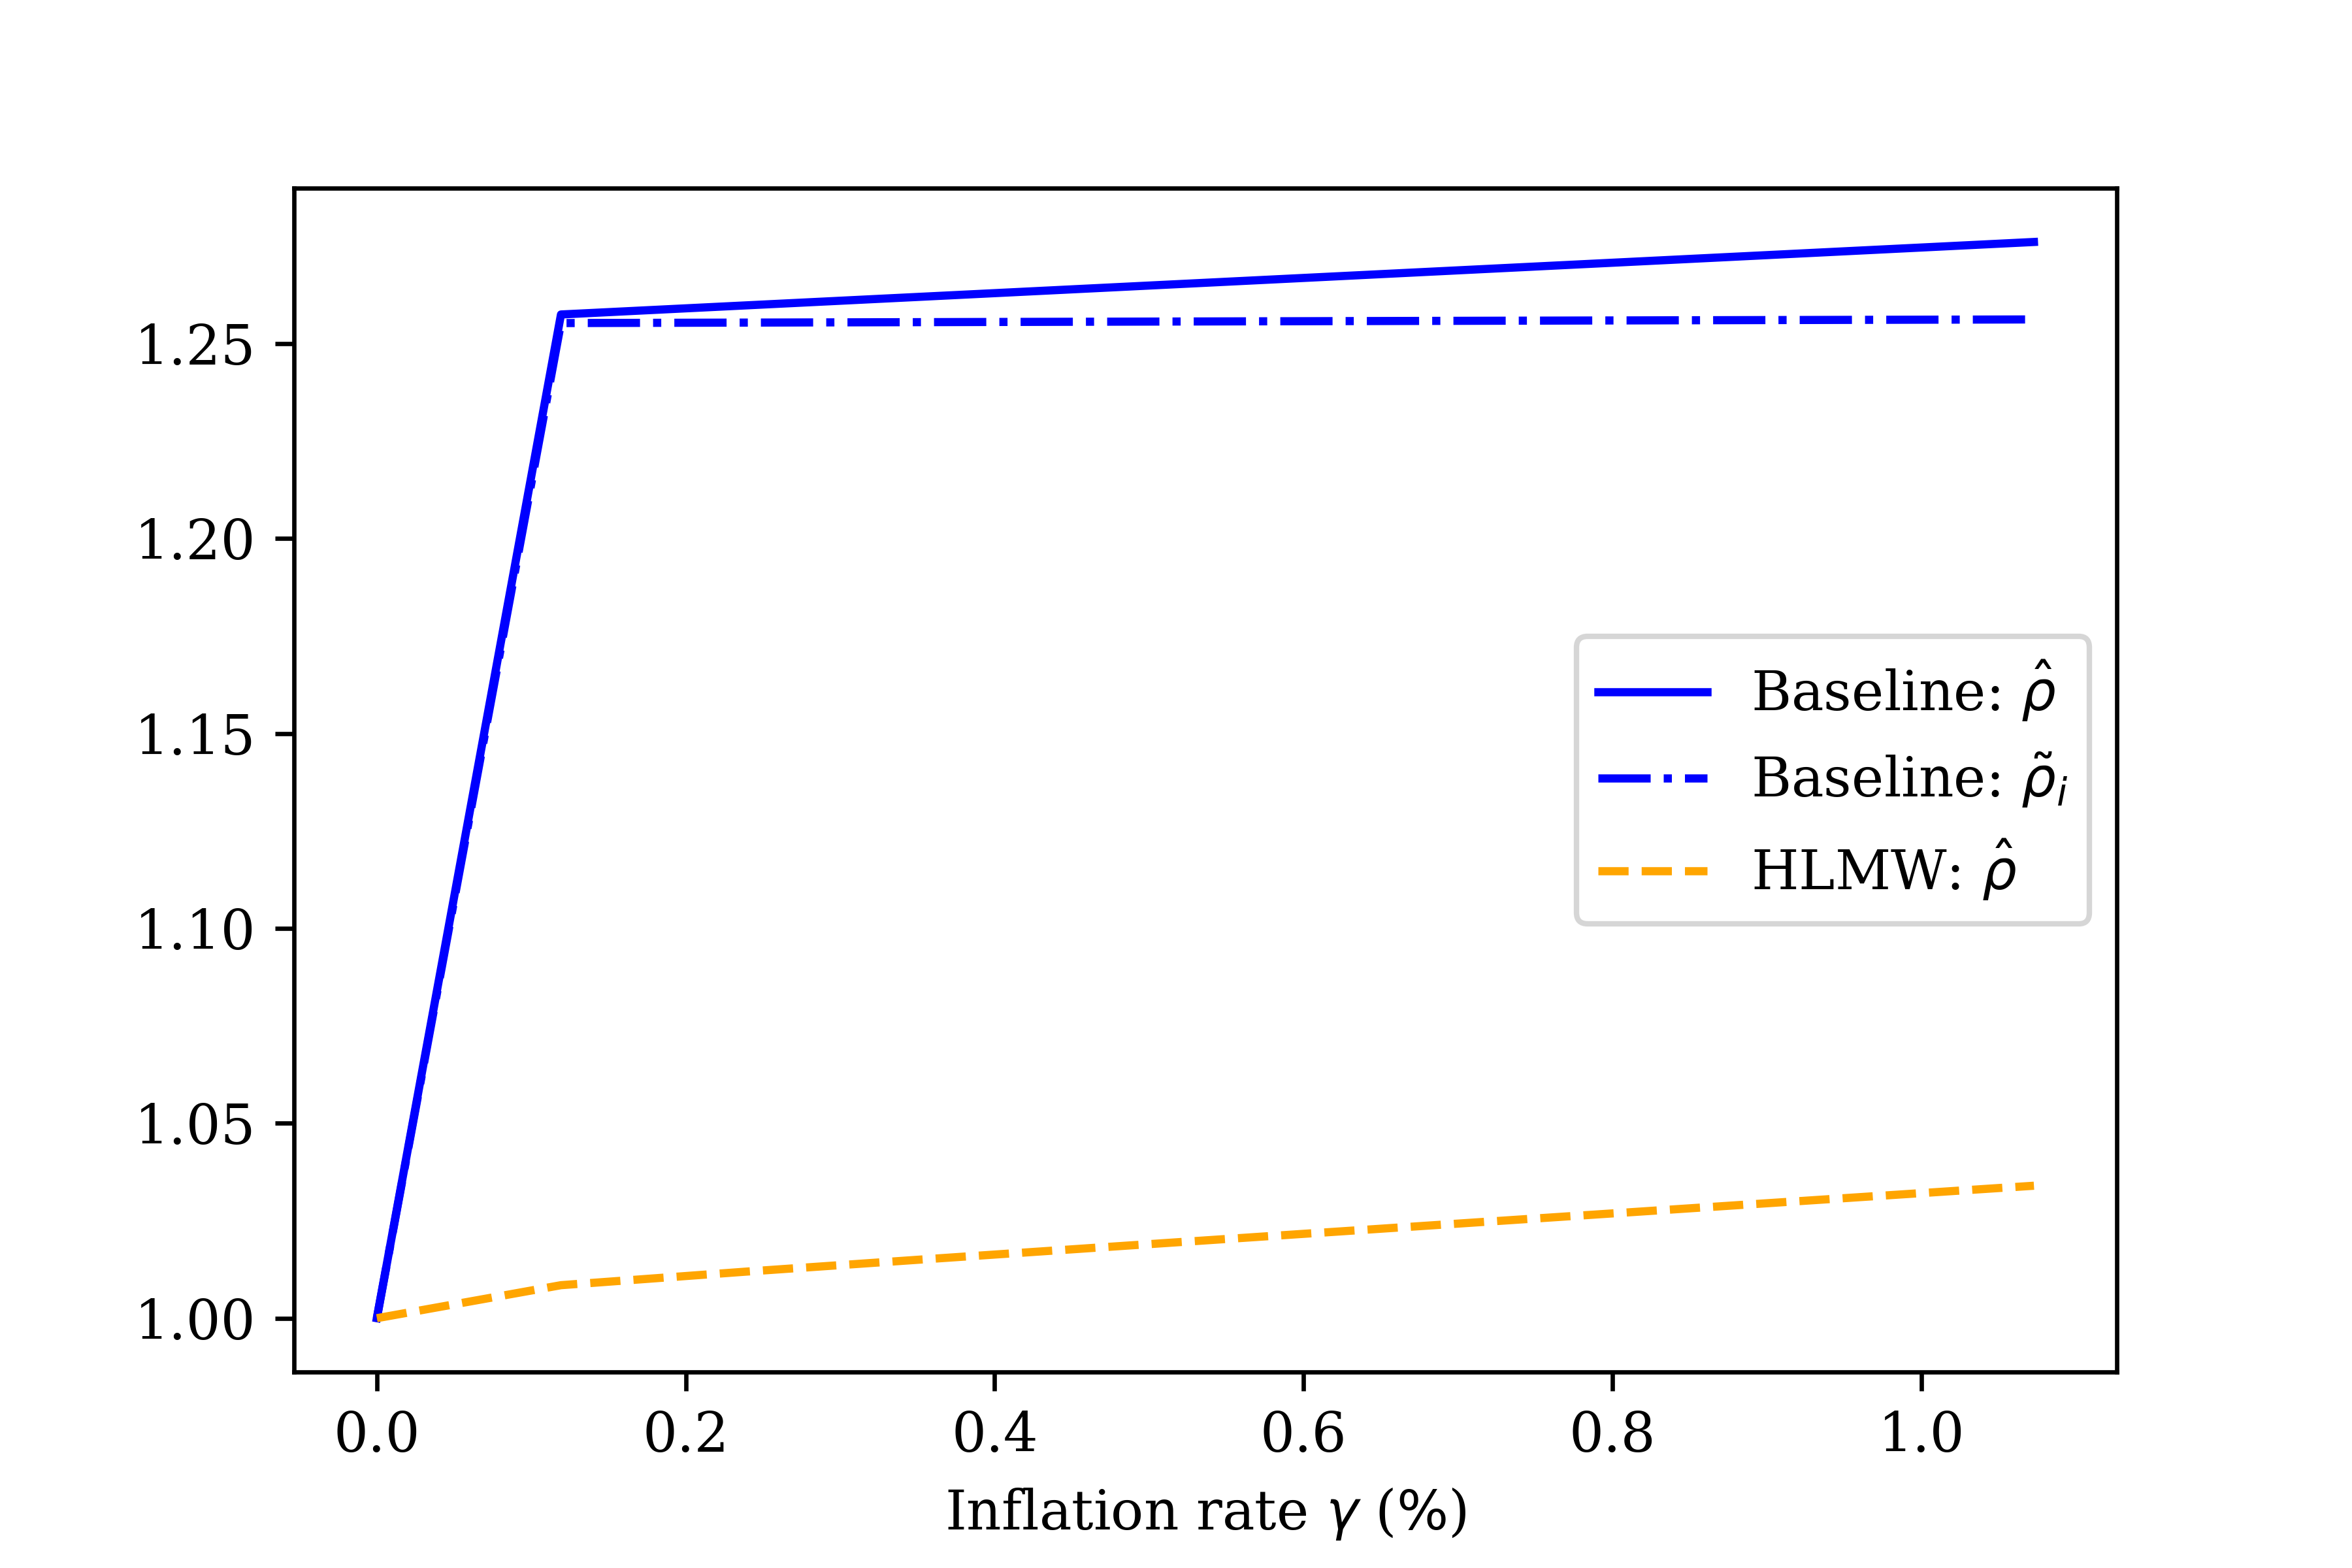 1.25
1.20
1.15
1.10
1.05
1.00
Baseline: ρ̂
Baseline: ρ̃ᵢ
HLMW: ρ̂
0.0 0.2 0.4 0.6 0.8 1.0
Inflation rate γ (%)